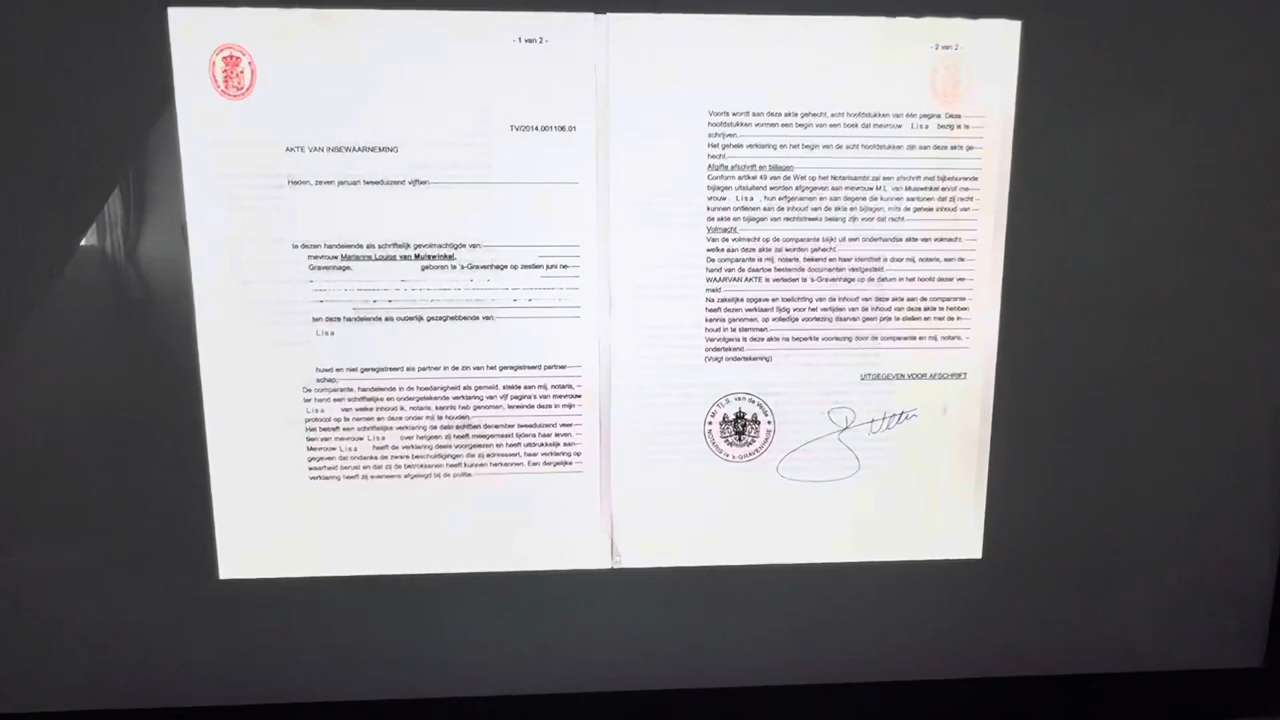 - 1 van 2 -
TV/2014.001106.01
AKTE VAN INBEWAARNEMING
Heden, zeven januari tweeduizend vijftien
te dezen handelende als schriftelijk gevolmachtigde van:
mevrouw Marianne Louise van Muiswinkel,
Gravenhage, geboren te 's-Gravenhage op zestien juni ne-
ten deze handelende als ouderlijk gezaghebbende van:
Lisa
huwd en niet geregistreerd als partner in de zin van het geregistreerd partner-
schap;
De comparante, handelende in de hoedanigheid als gemeld, stelde aan mij, notaris,
ter hand een schriftelijke en ondergetekende verklaring van vijf pagina's van mevrouw
Lisa van welke inhoud ik, notaris, kennis heb genomen, teneinde deze in mijn
protocol op te nemen en deze onder mij te houden.
Het betreft een schriftelijke verklaring de dato achttien december tweeduizend veer-
tien van mevrouw Lisa over hetgeen zij heeft meegemaakt tijdens haar leven.
Mevrouw Lisa heeft de verklaring deels voorgelezen en heeft uitdrukkelijk aan-
gegeven dat ondanks de zware beschuldigingen die zij adresseert, haar verklaring op
waarheid berust en dat zij de betrokkenen heeft kunnen herkennen. Een dergelijke
verklaring heeft zij eveneens afgelegd bij de politie.
- 2 van 2 -
Voorts wordt aan deze akte gehecht, acht hoofdstukken van één pagina. Deze
hoofdstukken vormen een begin van een boek dat mevrouw Lisa bezig is te
schrijven.
Het gehele verklaring en het begin van de acht hoofdstukken zijn aan deze akte ge-
hecht.
Afgifte afschrift en bijlagen
Conform artikel 49 van de Wet op het Notarisambt zal een afschrift met bijbehorende
bijlagen uitsluitend worden afgegeven aan mevrouw M.L. van Muiswinkel en/of me-
vrouw Lisa , hun erfgenamen en aan degene die kunnen aantonen dat zij recht
kunnen ontlenen aan de inhoud van de akte en bijlagen, mits de gehele inhoud van
de akte en bijlagen van rechtstreeks belang zijn voor dat recht.
Volmacht
Van de volmacht op de comparante blijkt uit een onderhandse akte van volmacht,
welke aan deze akte zal worden gehecht.
De comparante is mij, notaris, bekend en haar identiteit is door mij, notaris, aan de
hand van de daartoe bestemde documenten vastgesteld.
WAARVAN AKTE is verleden te 's-Gravenhage op de datum in het hoofd dezer ver-
meld.
Na zakelijke opgave en toelichting van de inhoud van deze akte aan de comparante
heeft dezen verklaard tijdig voor het verlijden van de inhoud van deze akte te hebben
kennis genomen, op volledige voorlezing daarvan geen prijs te stellen en met de in-
houd in te stemmen.
Vervolgens is deze akte na beperkte voorlezing door de comparante en mij, notaris,
ondertekend.
(Volgt ondertekening)
UITGEGEVEN VOOR AFSCHRIFT
Mr. Th.R. van de Velde
NOTARIS te 's-GRAVENHAGE